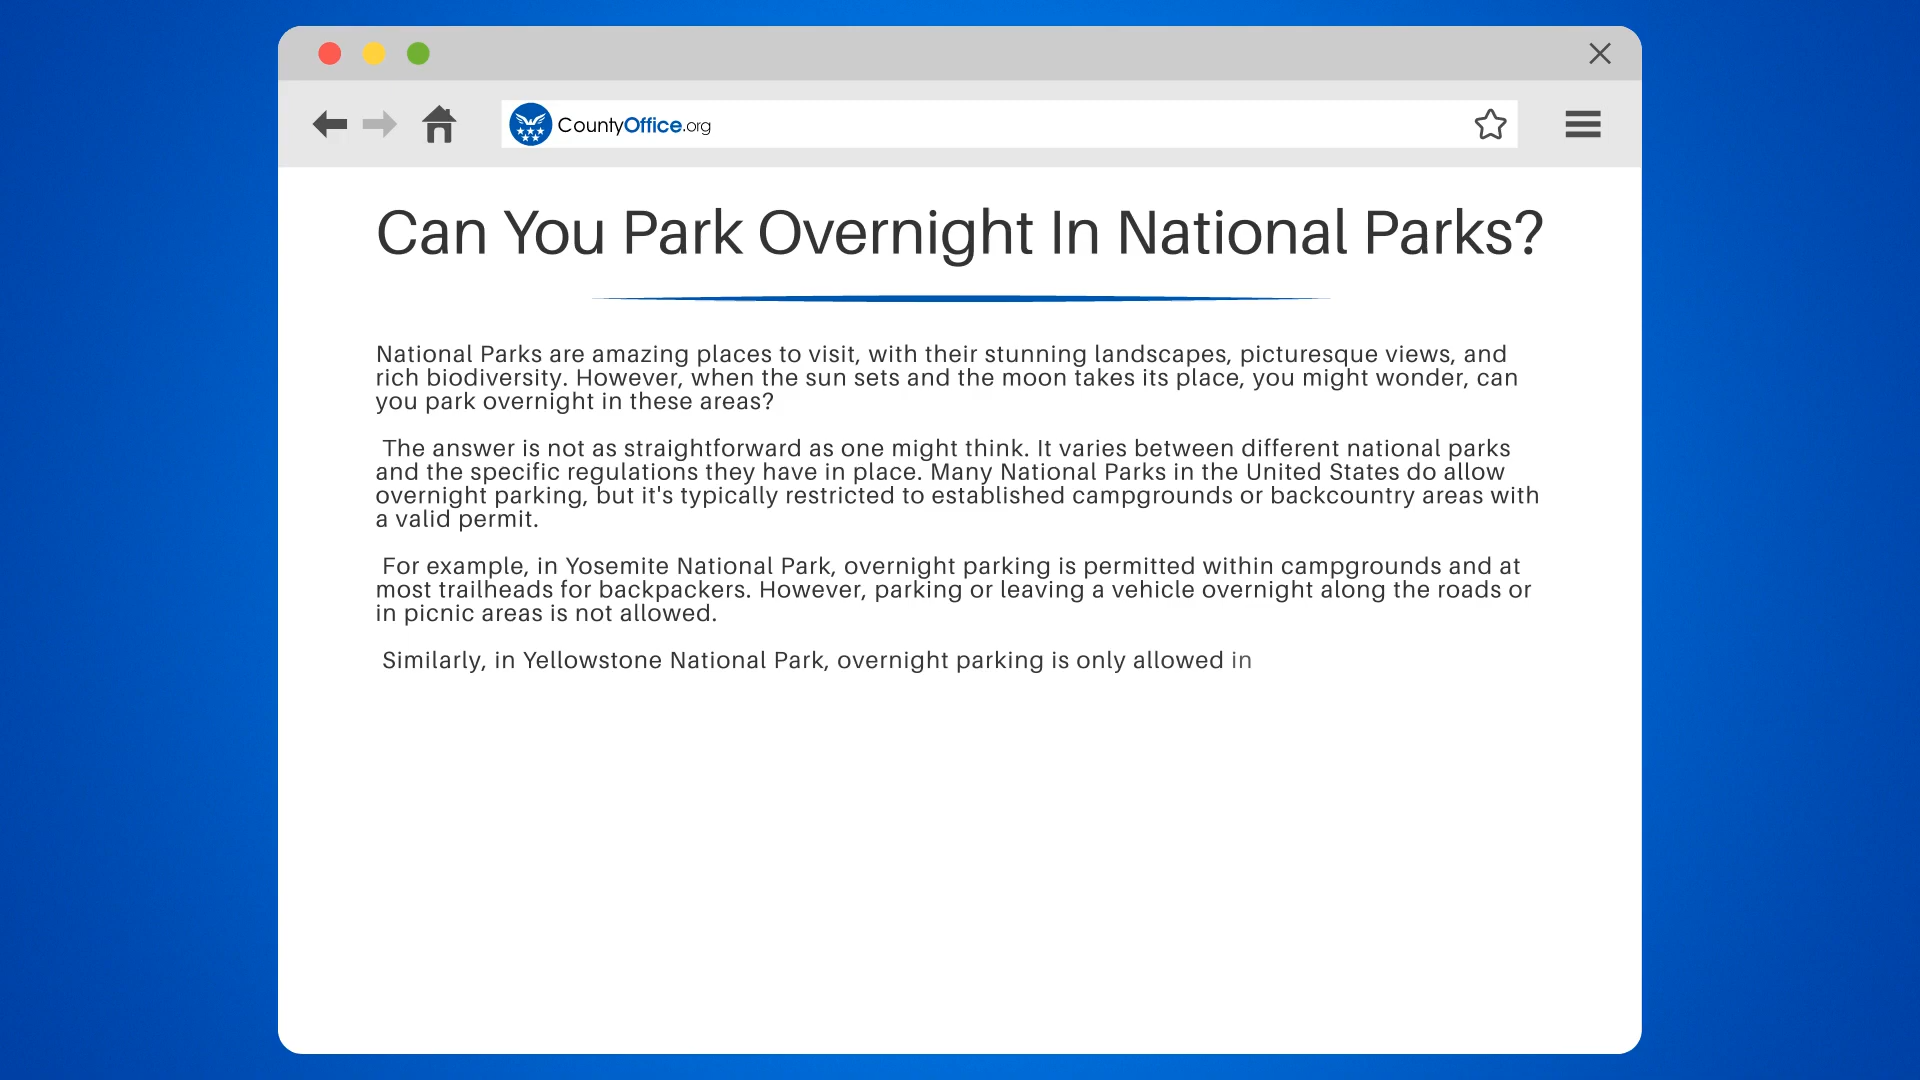 CountyOffice.org
Can You Park Overnight In National Parks?
National Parks are amazing places to visit, with their stunning landscapes, picturesque views, and
rich biodiversity. However, when the sun sets and the moon takes its place, you might wonder, can
you park overnight in these areas?
The answer is not as straightforward as one might think. It varies between different national parks
and the specific regulations they have in place. Many National Parks in the United States do allow
overnight parking, but it's typically restricted to established campgrounds or backcountry areas with
a valid permit.
For example, in Yosemite National Park, overnight parking is permitted within campgrounds and at
most trailheads for backpackers. However, parking or leaving a vehicle overnight along the roads or
in picnic areas is not allowed.
Similarly, in Yellowstone National Park, overnight parking is only allowed in